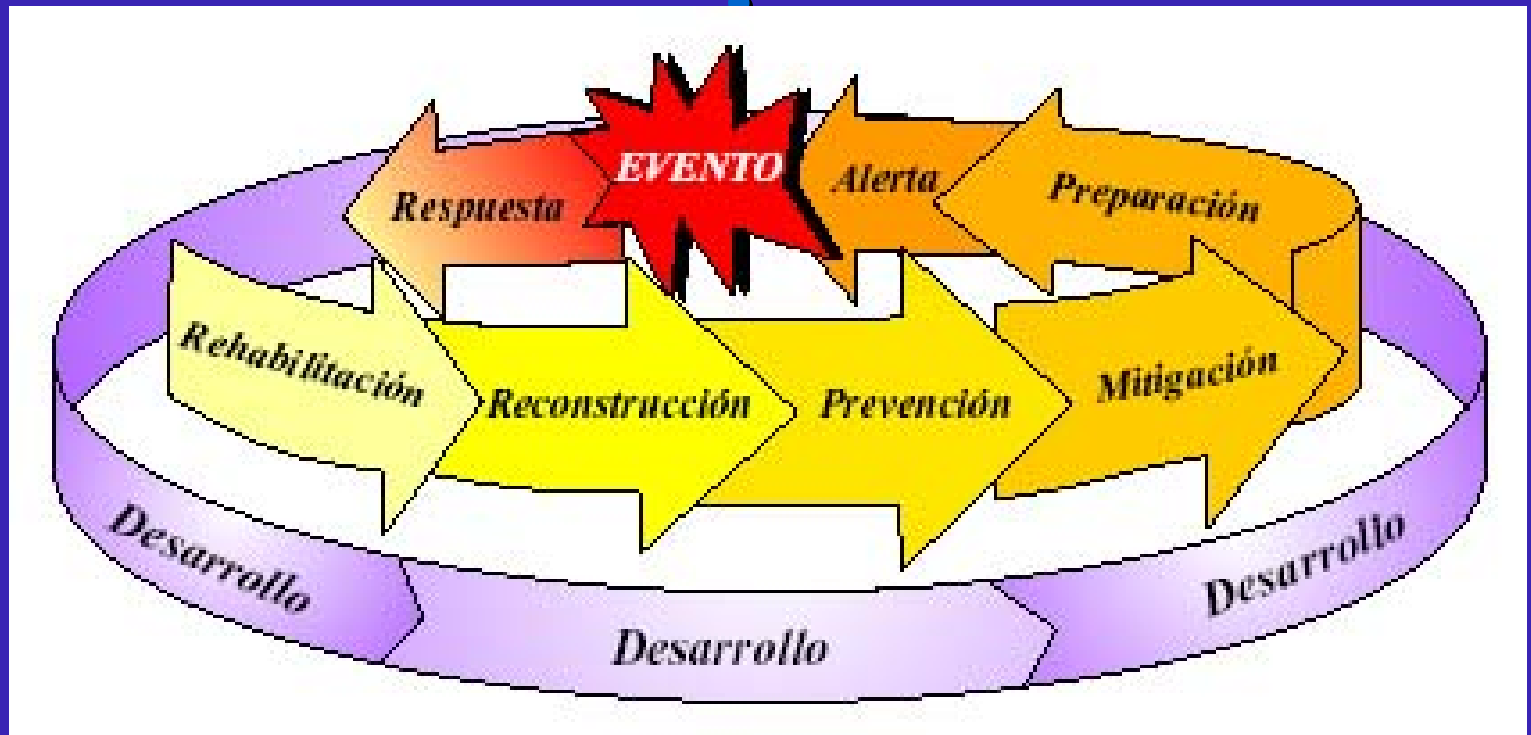 EVENTO
Alerta
Preparación
Respuesta
Rehabilitación
Reconstrucción
Prevención
Mitigación
Desarrollo
Desarrollo
Desarrollo